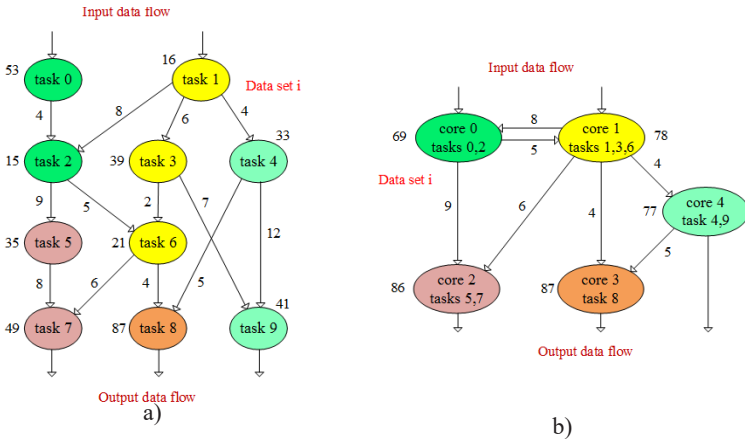 Input data flow
53
task 0
16
task 1
Data set i
4
8
6
4
33
15
task 2
39
task 3
task 4
9
5
2
7
12
35
task 5
21
task 6
8
6
4
5
41
49
task 7
87
task 8
task 9
Output data flow
a)
Input data flow
69
core 0
tasks 0,2
8
5
core 1
tasks 1,3,6
78
Data set i
4
77
core 4
task 4,9
9
6
4
5
86
core 2
tasks 5,7
87
core 3
task 8
Output data flow
b)